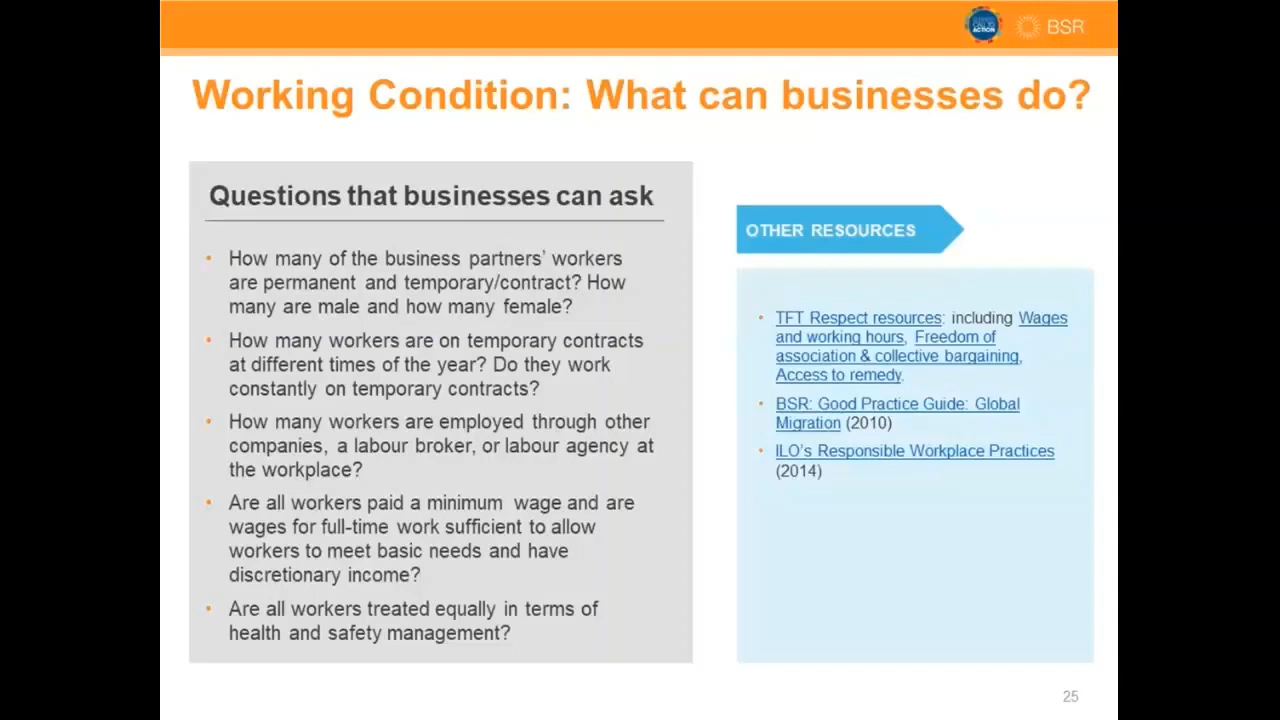 CALL TO
ACTION
BSR
Working Condition: What can businesses do?
Questions that businesses can ask
• How many of the business partners’ workers
are permanent and temporary/contract? How
many are male and how many female?
• How many workers are on temporary contracts
at different times of the year? Do they work
constantly on temporary contracts?
• How many workers are employed through other
companies, a labour broker, or labour agency at
the workplace?
• Are all workers paid a minimum wage and are
wages for full-time work sufficient to allow
workers to meet basic needs and have
discretionary income?
• Are all workers treated equally in terms of
health and safety management?
OTHER RESOURCES
• TFT Respect resources: including Wages
and working hours, Freedom of
association & collective bargaining,
Access to remedy.
• BSR: Good Practice Guide: Global
Migration (2010)
• ILO’s Responsible Workplace Practices
(2014)
25